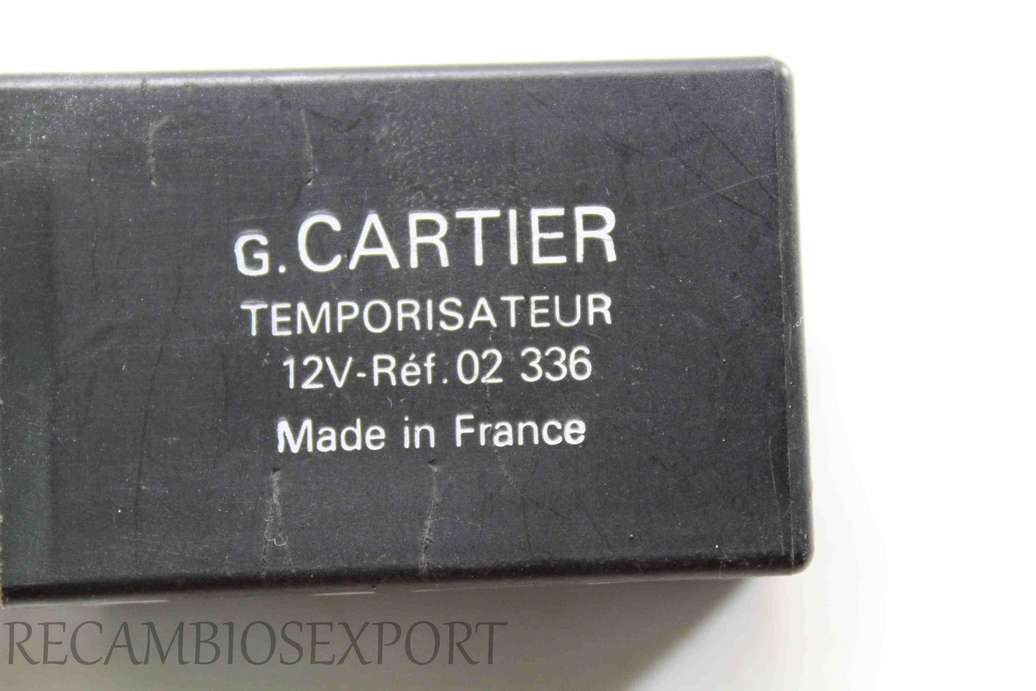 G. CARTIER
TEMPORISATEUR
12V-Réf. 02 336
Made in France
RECAMBIOSEXPORT